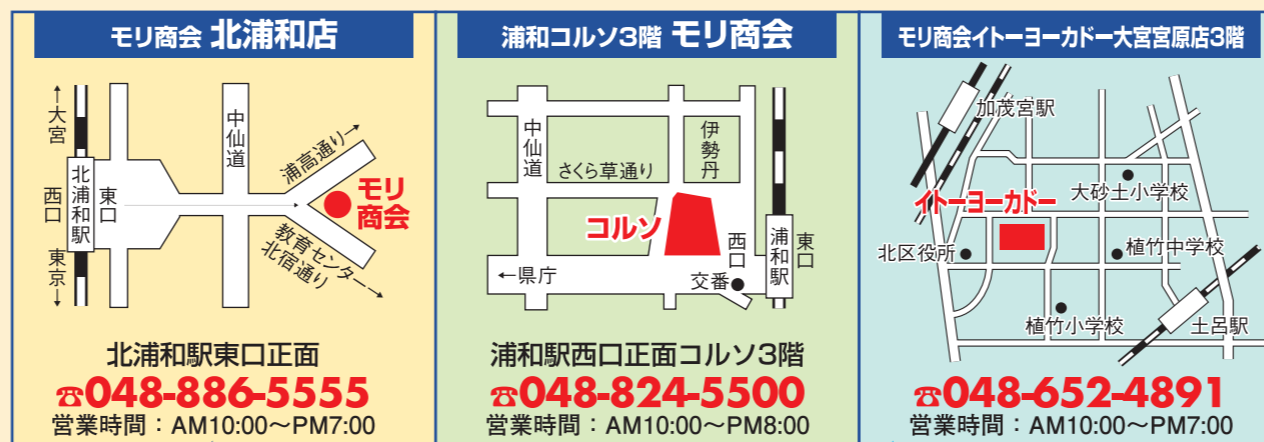 モリ商会 北浦和店
←大宮
北浦和駅
西口
東口
東京→
中仙道
浦高通り
モリ
商会
教育センター
北宿通り
北浦和駅東口正面
☎048-886-5555
営業時間：AM10:00～PM7:00
浦和コルソ3階 モリ商会
中仙道
伊勢丹
さくら草通り
コルソ
西口
浦和駅
東口
←県庁
交番
浦和駅西口正面コルソ3階
☎048-824-5500
営業時間：AM10:00～PM8:00
モリ商会イトーヨーカドー大宮宮原店3階
加茂宮駅
大砂土小学校
イトーヨーカドー
北区役所
植竹中学校
植竹小学校
土呂駅
☎048-652-4891
営業時間：AM10:00～PM7:00